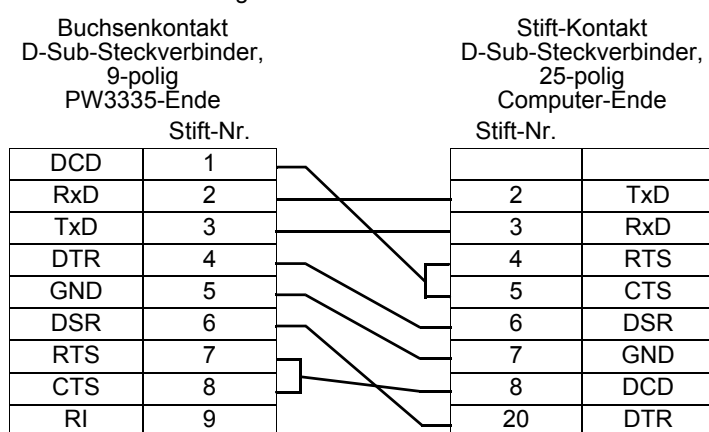 Buchsenkontakt
D-Sub-Steckverbinder,
9-polig
PW3335-Ende
Stift-Nr.
Stift-Kontakt
D-Sub-Steckverbinder,
25-polig
Computer-Ende
Stift-Nr.
DCD 1
RxD 2 2 TxD
TxD 3 3 RxD
DTR 4 4 RTS
GND 5 5 CTS
DSR 6 6 DSR
RTS 7 7 GND
CTS 8 8 DCD
RI 9 20 DTR